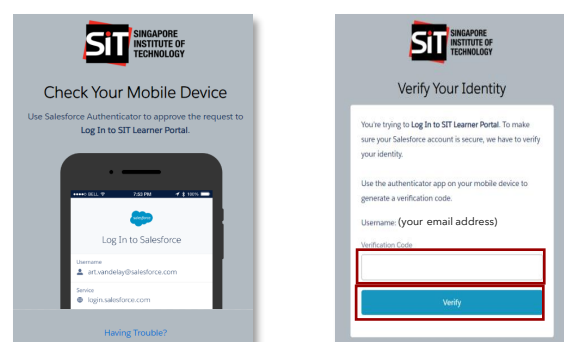 SiT
SINGAPORE
INSTITUTE OF
TECHNOLOGY
Check Your Mobile Device
Use Salesforce Authenticator to approve the request to
Log In to SIT Learner Portal.
BELL
7:53 PM
100%
salesforce
Log In to Salesforce
Username
art.vandelay@salesforce.com
Service
login.salesforce.com
Having Trouble?
SiT
SINGAPORE
INSTITUTE OF
TECHNOLOGY
Verify Your Identity
You're trying to Log In to SIT Learner Portal. To make
sure your Salesforce account is secure, we have to verify
your identity.
Use the authenticator app on your mobile device to
generate a verification code.
Username: (your email address)
Verification Code
Verify